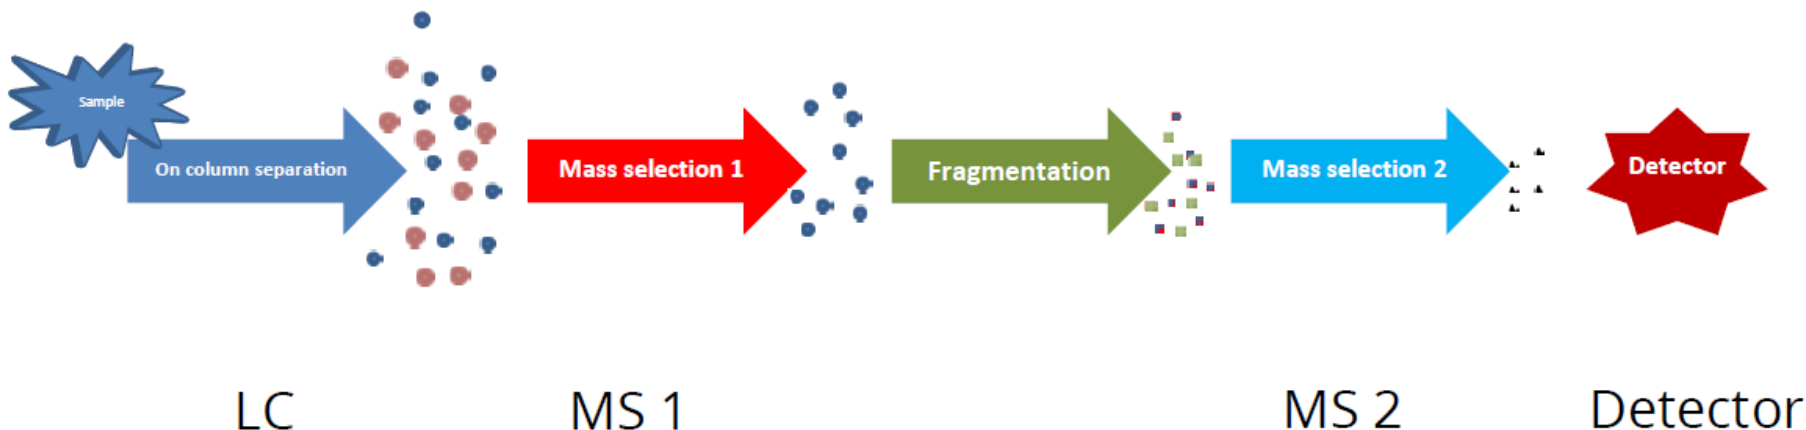 Sample
On column separation
Mass selection 1
Fragmentation
Mass selection 2
Detector
LC
MS 1
MS 2
Detector